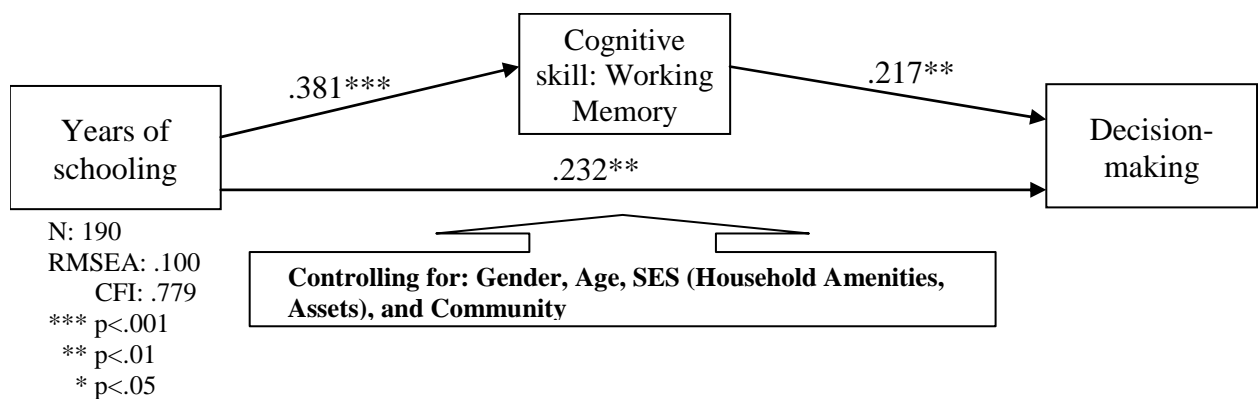 Cognitive
skill: Working
Memory
.381***
.217**
Years of
schooling
Decision-
making
.232**
N: 190
RMSEA: .100
CFI: .779
*** p<.001
** p<.01
* p<.05
Controlling for: Gender, Age, SES (Household Amenities,
Assets), and Community